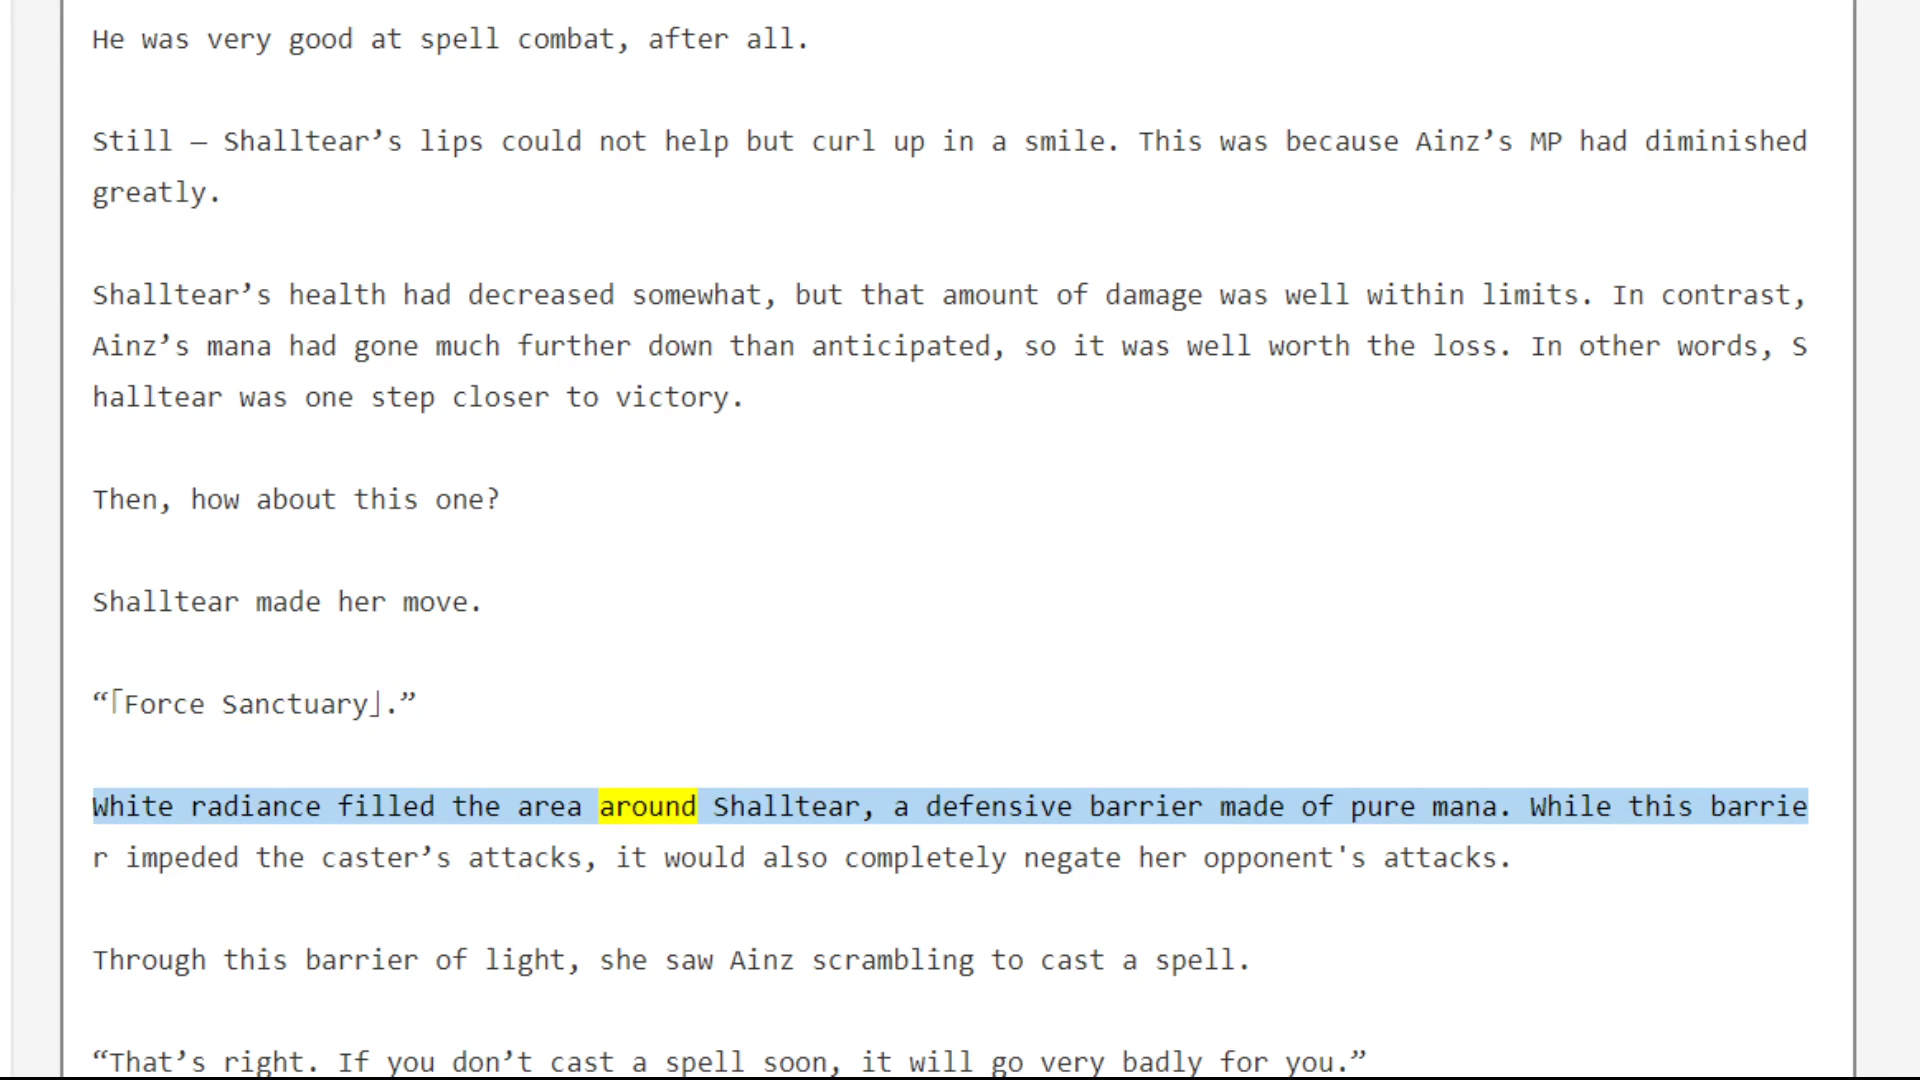 He was very good at spell combat, after all.
Still – Shalltear’s lips could not help but curl up in a smile. This was because Ainz’s MP had diminished
greatly.
Shalltear’s health had decreased somewhat, but that amount of damage was well within limits. In contrast,
Ainz’s mana had gone much further down than anticipated, so it was well worth the loss. In other words, S
halltear was one step closer to victory.
Then, how about this one?
Shalltear made her move.
“「Force Sanctuary」.”
White radiance filled the area around Shalltear, a defensive barrier made of pure mana. While this barrie
r impeded the caster’s attacks, it would also completely negate her opponent's attacks.
Through this barrier of light, she saw Ainz scrambling to cast a spell.
“That’s right. If you don’t cast a spell soon, it will go very badly for you.”